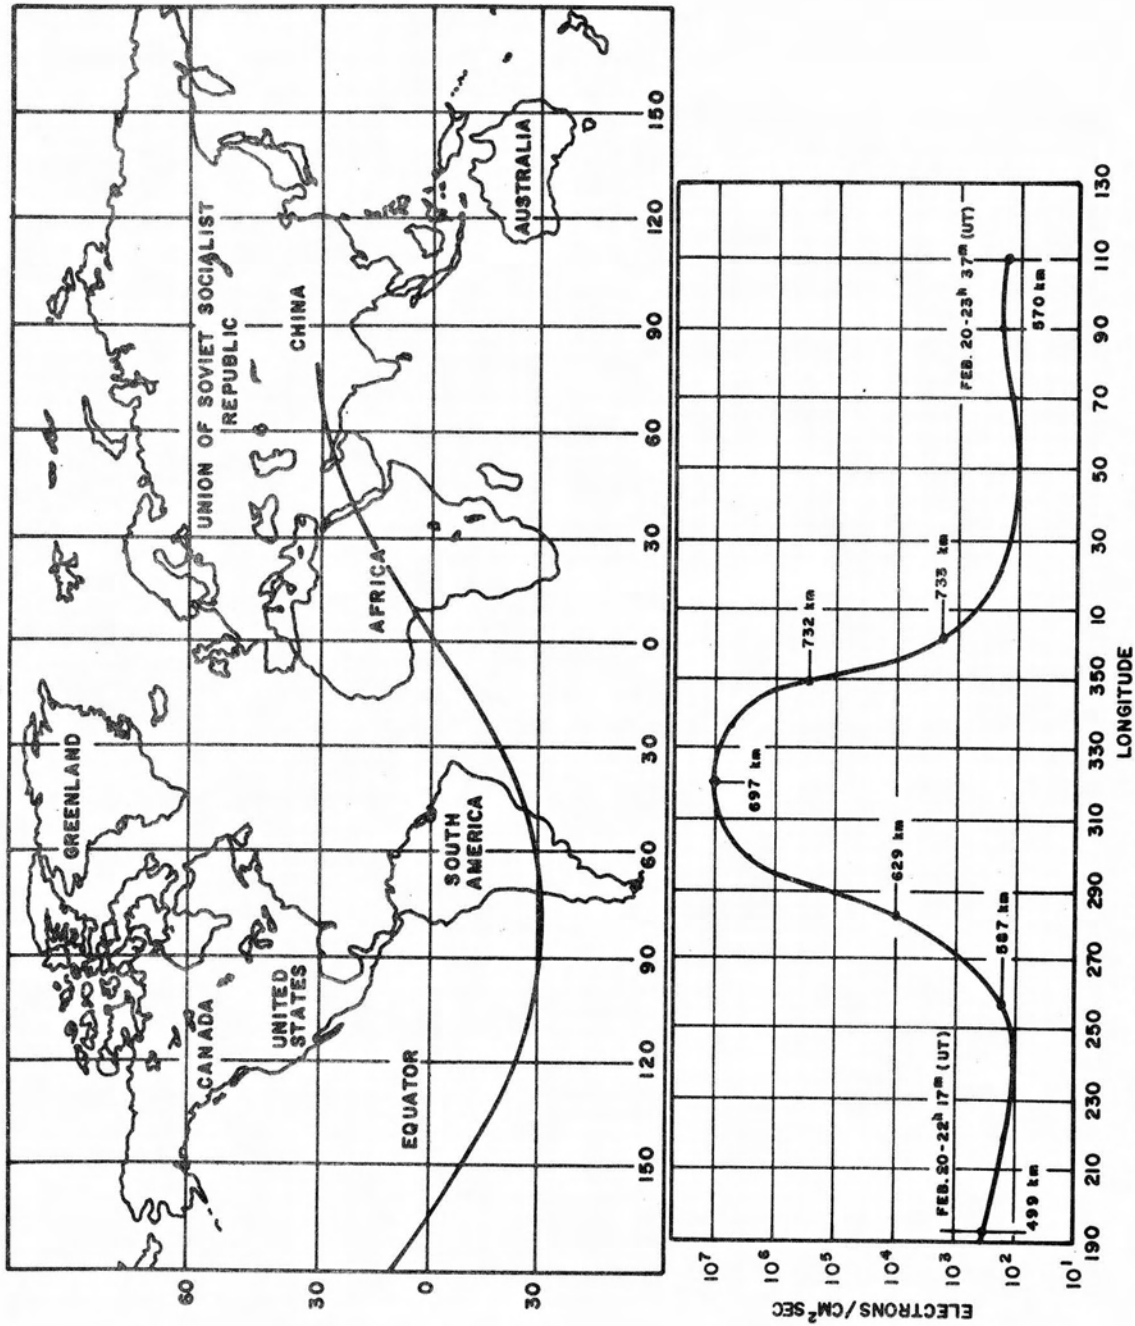 GREENLAND
CANADA
UNITED
STATES
SOUTH
AMERICA
EQUATOR
UNION OF SOVIET SOCIALIST
REPUBLIC
CHINA
AFRICA
AUSTRALIA
60
30
0
30
150
120
90
60
30
0
30
60
90
120
150
ELECTRONS/CM²SEC
10⁷
10⁶
10⁵
10⁴
10³
10²
10¹
FEB. 20-22ʰ 17ᵐ (UT)
499 km
587 km
629 km
697 km
732 km
733 km
FEB. 20-23ʰ 37ᵐ (UT)
570 km
190
210
230
250
270
290
310
330
350
10
30
50
70
90
110
130
LONGITUDE